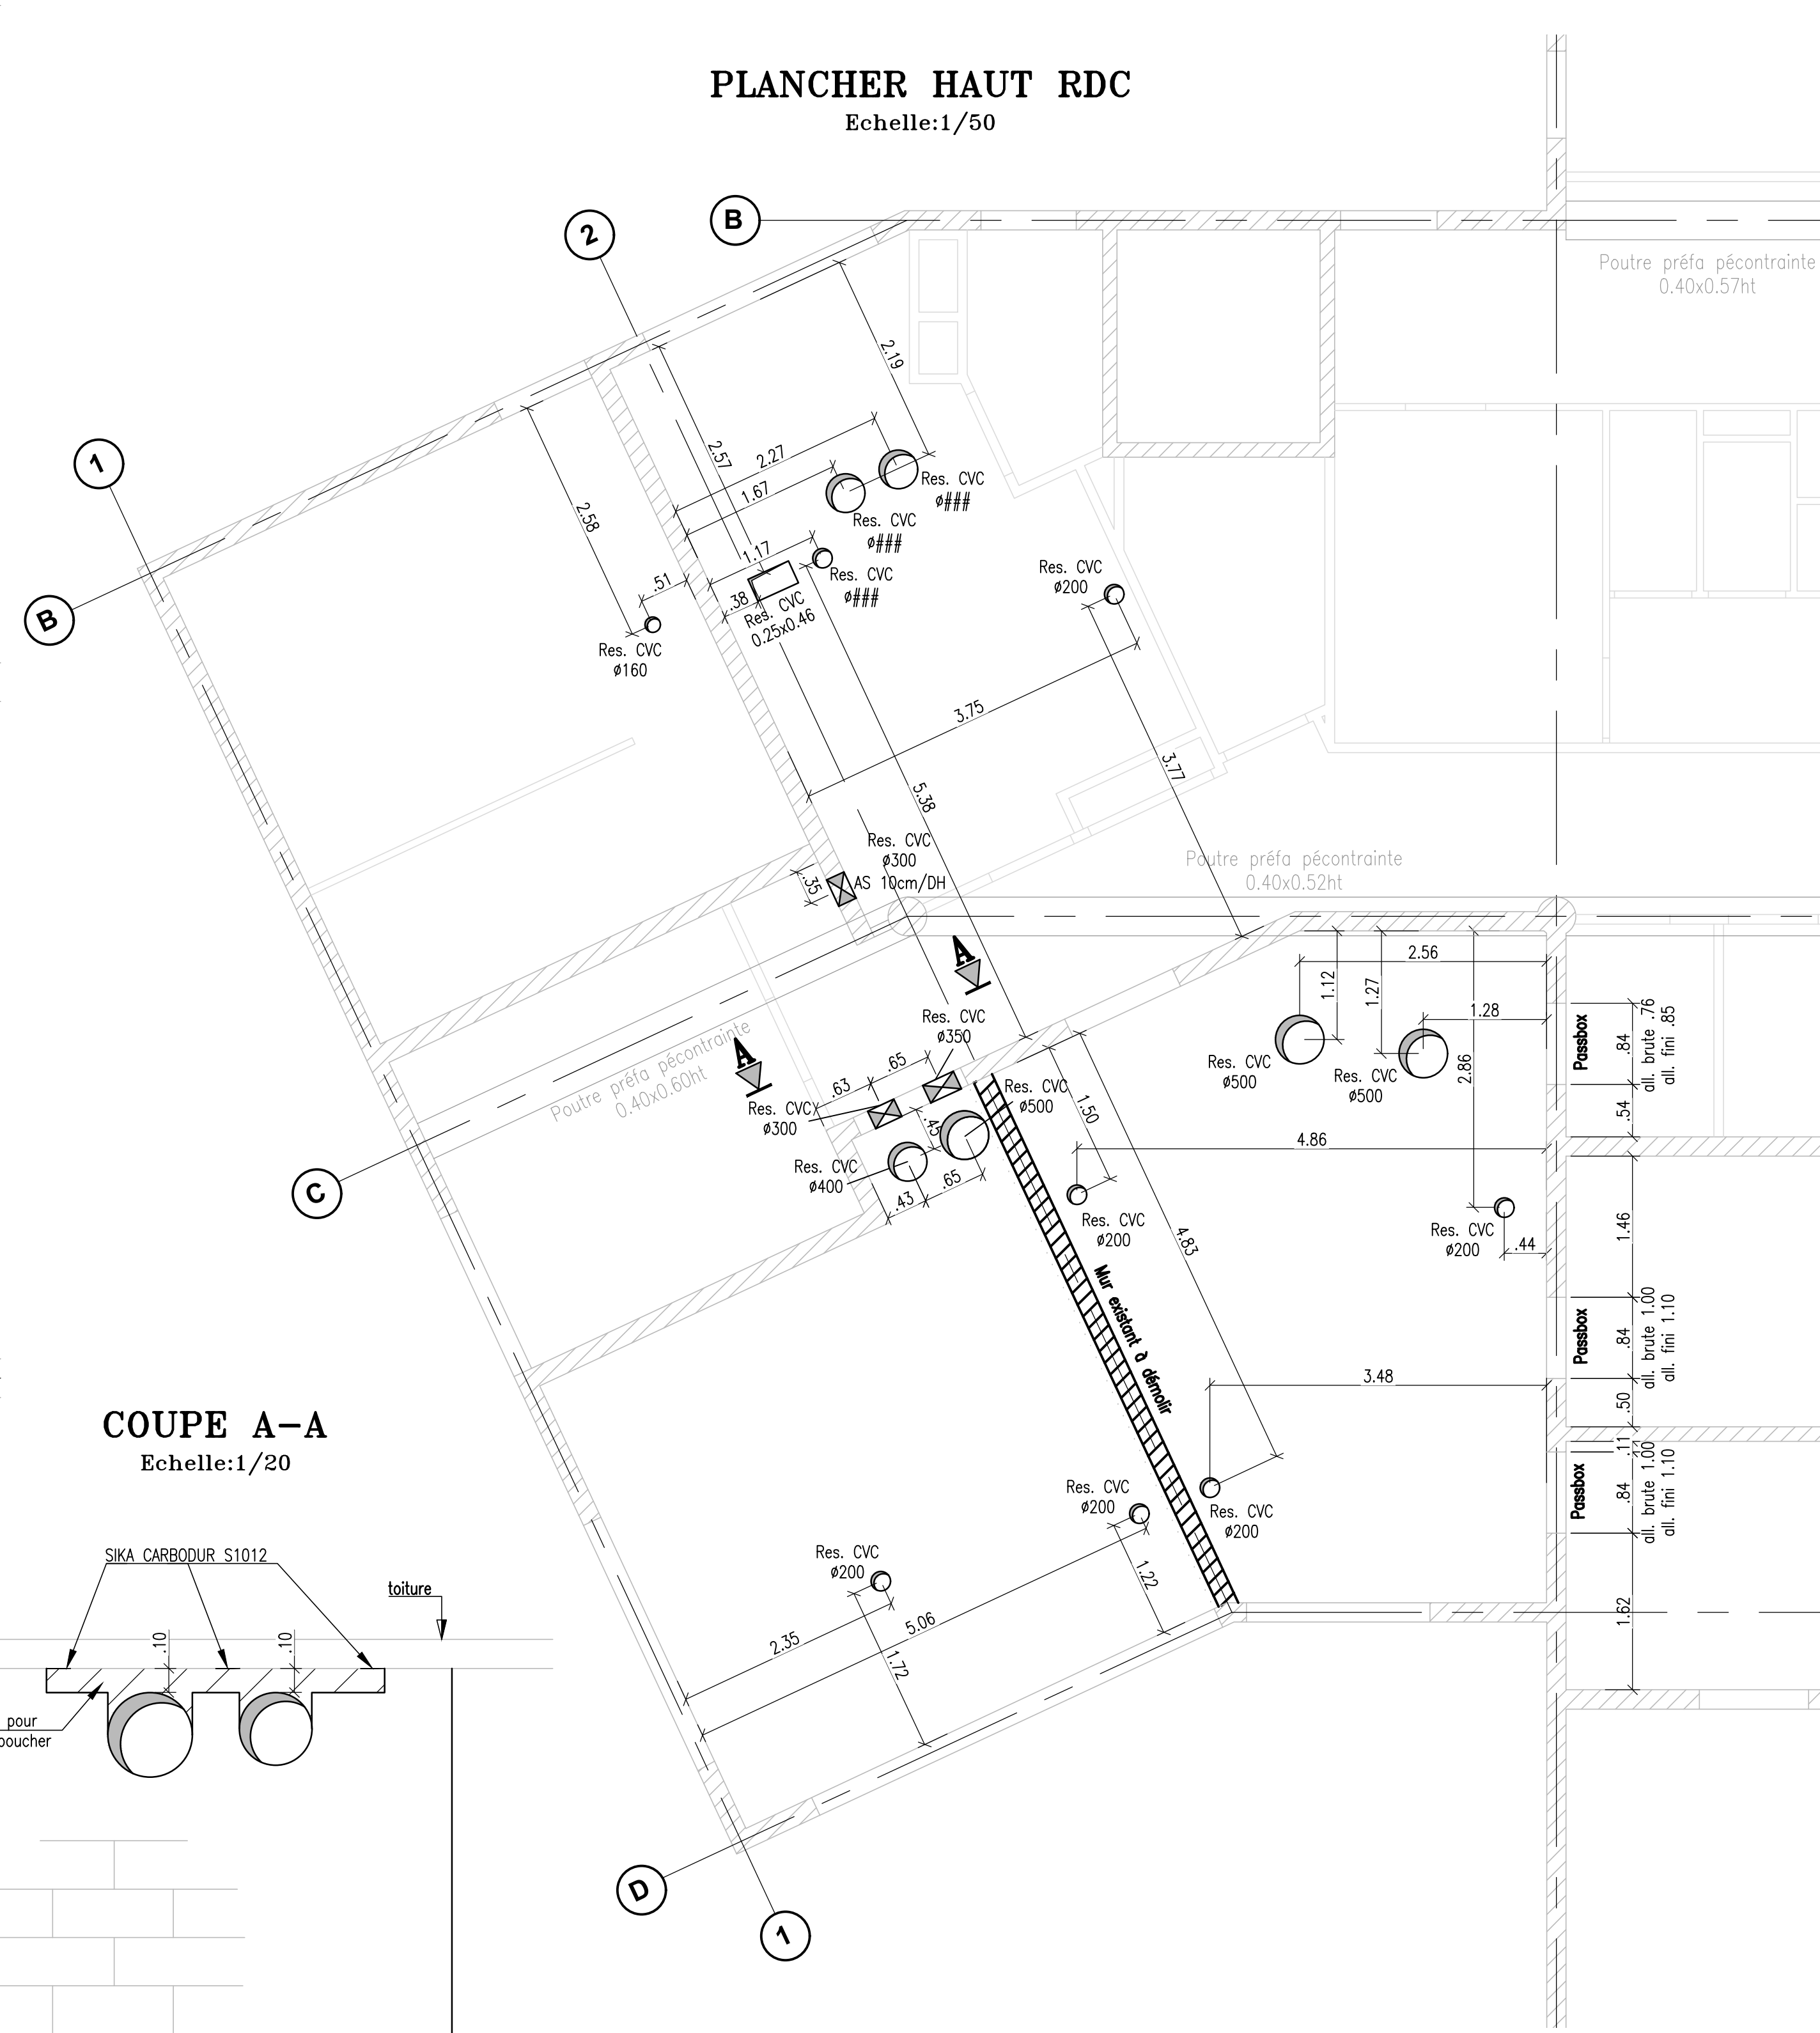 PLANCHER HAUT RDC
Echelle:1/50
B
2
1
B
Poutre préfa pécontrainte
0.40x0.57ht
2.19
2.57
2.27
1.67
2.58
1.17
.51
.38
Res. CVC
ø###
Res. CVC
ø###
Res. CVC
ø###
Res. CVC
0.25x0.46
Res. CVC
ø160
Res. CVC
ø200
3.75
3.77
5.38
Res. CVC
ø300
AS 10cm/DH
.35
Poutre préfa pécontrainte
0.40x0.52ht
A
A
Res. CVC
ø350
.65
.63
Poutre préfa pécontrainte
0.40x0.60ht
Res. CVC
ø300
Res. CVC
ø500
.45
Res. CVC
ø400
.43
.65
C
1.50
2.56
1.12
1.27
1.28
2.86
Res. CVC
ø500
Res. CVC
ø500
4.86
Res. CVC
ø200
Res. CVC
ø200
.44
4.83
Mur existant à démolir
3.48
Passbox
.84
all. brute .76
all. fini .85
.54
1.46
Passbox
.84
all. brute 1.00
all. fini 1.10
.50
.11
Passbox
.84
all. brute 1.00
all. fini 1.10
1.62
Res. CVC
ø200
Res. CVC
ø200
Res. CVC
ø200
1.22
2.35
5.06
1.72
D
1
COUPE A-A
Echelle:1/20
SIKA CARBODUR S1012
toiture
.10
.10
pour
boucher